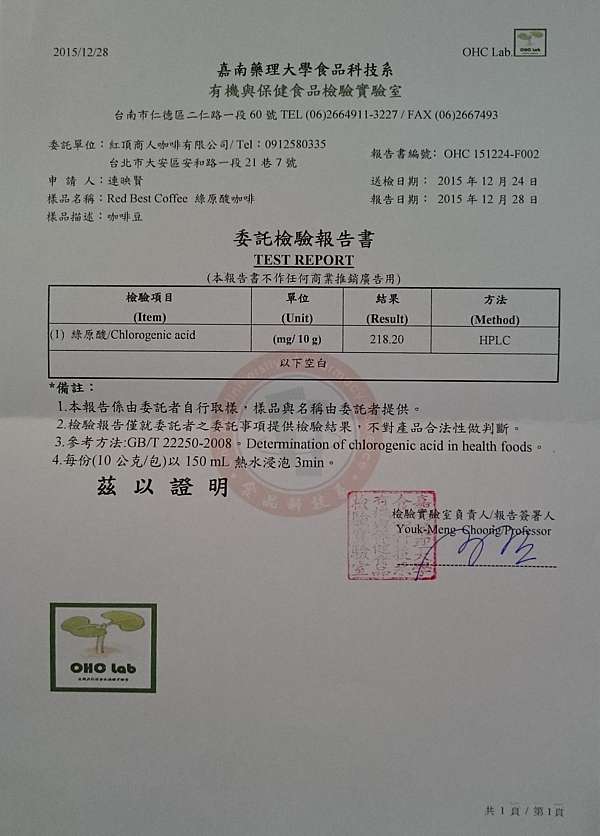 2015/12/28
OHC Lab.
OHC Lab
嘉南藥理大學食品科技系
有機與保健食品檢驗實驗室
台南市仁德區二仁路一段 60 號 TEL (06)2664911-3227 / FAX (06)2667493
委託單位：紅頂商人咖啡有限公司/ Tel：0912580335
台北市大安區安和路一段 21 巷 7 號
報告書編號: OHC 151224-F002
申 請 人：連映賢
送檢日期： 2015 年 12 月 24 日
樣品名稱：Red Best Coffee 綠原酸咖啡
報告日期： 2015 年 12 月 28 日
樣品描述：咖啡豆
委託檢驗報告書
TEST REPORT
(本報告書不作任何商業推銷廣告用)
檢驗項目 單位 結果 方法
(Item) (Unit) (Result) (Method)
(1) 綠原酸/Chlorogenic acid (mg/ 10 g) 218.20 HPLC
以下空白
*備註：
1.本報告係由委託者自行取樣，樣品與名稱由委託者提供。
2.檢驗報告僅就委託者之委託事項提供檢驗結果，不對產品合法性做判斷。
3.參考方法:GB/T 22250-2008。Determination of chlorogenic acid in health foods。
4.每份(10 公克/包)以 150 mL 熱水浸泡 3min。
茲 以 證 明
檢驗實驗室負責人/報告簽署人
Youk-Meng Choong/Professor
OHC Lab
共 1 頁 / 第 1 頁